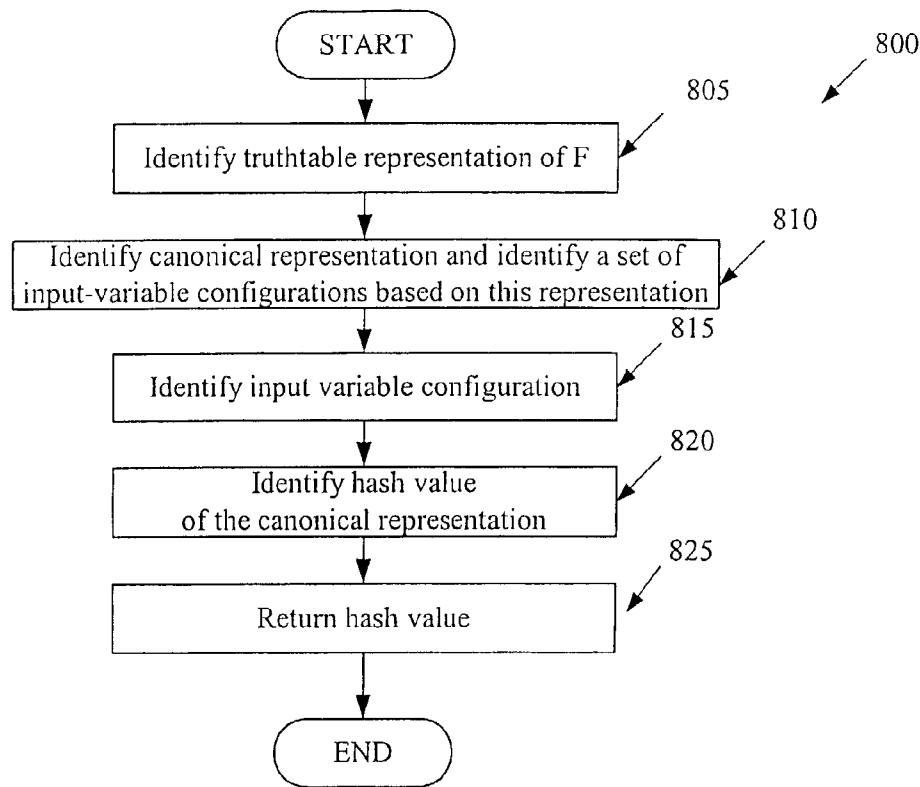 START
800
805
Identify truthtable representation of F
810
Identify canonical representation and identify a set of
input-variable configurations based on this representation
815
Identify input variable configuration
820
Identify hash value
of the canonical representation
825
Return hash value
END